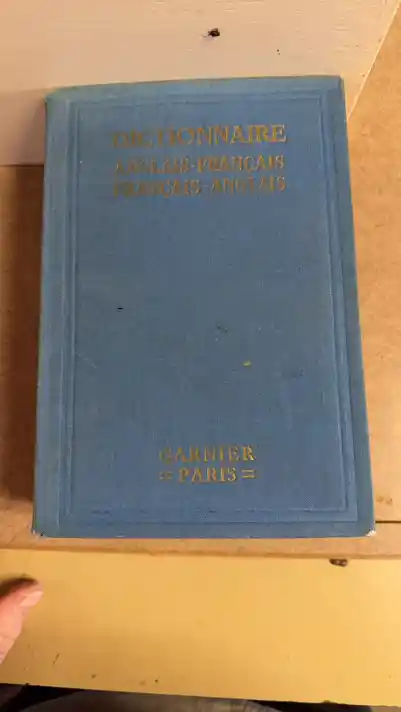 DICTIONNAIRE
ANGLAIS-FRANÇAIS
FRANÇAIS-ANGLAIS
GARNIER
= PARIS =